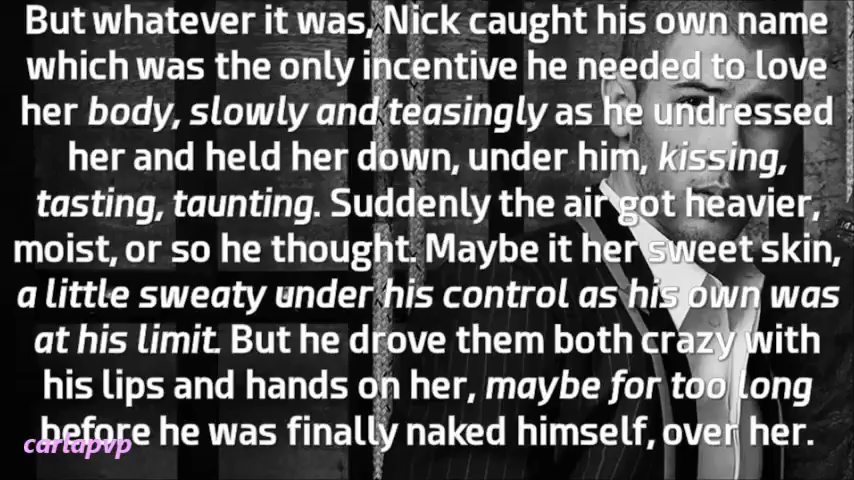 But whatever it was, Nick caught his own name
which was the only incentive he needed to love
her body, slowly and teasingly as he undressed
her and held her down, under him, kissing,
tasting, taunting. Suddenly the air got heavier,
moist, or so he thought. Maybe it her sweet skin,
a little sweaty under his control as his own was
at his limit. But he drove them both crazy with
his lips and hands on her, maybe for too long
before he was finally naked himself, over her.
carlapvp